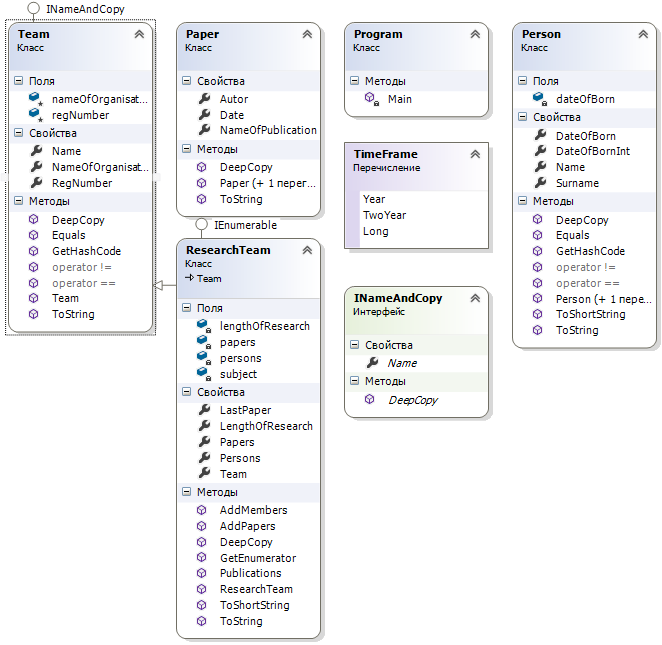 INameAndCopy
Team
Класс
Поля
nameOfOrganisat...
regNumber
Свойства
Name
NameOfOrganisat...
RegNumber
Методы
DeepCopy
Equals
GetHashCode
operator !=
operator ==
Team
ToString
Paper
Класс
Свойства
Autor
Date
NameOfPublication
Методы
DeepCopy
Paper (+ 1 перег...
ToString
IEnumerable
ResearchTeam
Класс
Team
Поля
lengthOfResearch
papers
persons
subject
Свойства
LastPaper
LengthOfResearch
Papers
Persons
Team
Методы
AddMembers
AddPapers
DeepCopy
GetEnumerator
Publications
ResearchTeam
ToShortString
ToString
Program
Класс
Методы
Main
TimeFrame
Перечисление
Year
TwoYear
Long
INameAndCopy
Интерфейс
Свойства
Name
Методы
DeepCopy
Person
Класс
Поля
dateOfBorn
Свойства
DateOfBorn
DateOfBornInt
Name
Surname
Методы
DeepCopy
Equals
GetHashCode
operator !=
operator ==
Person (+ 1 пере...
ToShortString
ToString